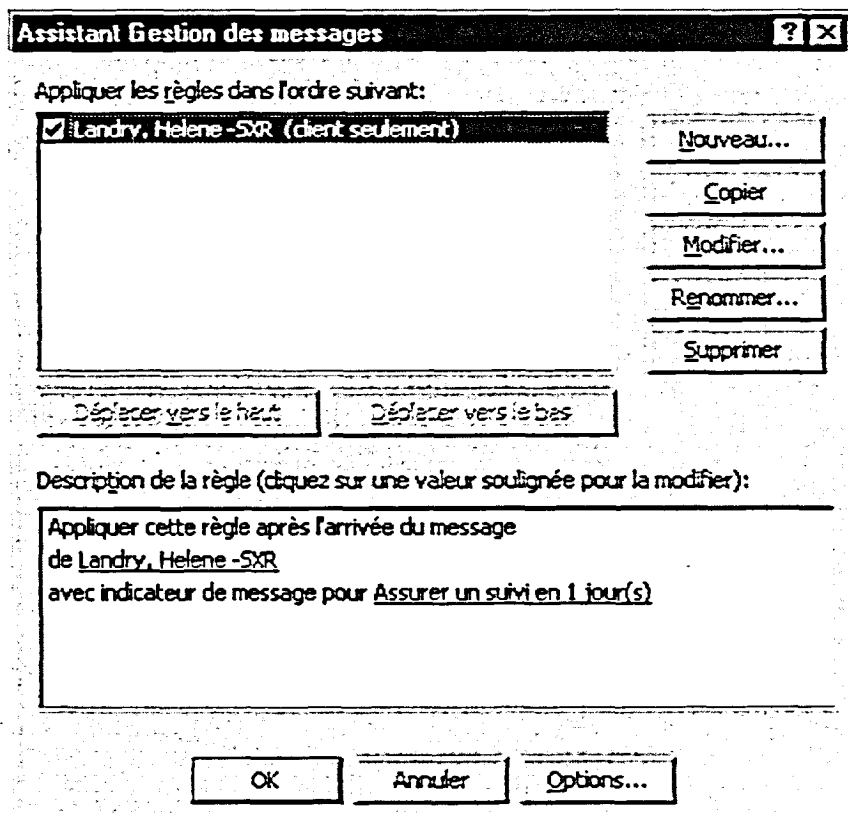 Assistant Gestion des messages
Appliquer les règles dans l'ordre suivant:
Landry, Helene -SXR (client seulement)
Nouveau...
Copier
Modifier...
Renommer...
Supprimer
Déplacer vers le haut
Déplacer vers le bas
Description de la règle (cliquez sur une valeur soulignée pour la modifier):
Appliquer cette règle après l'arrivée du message
de Landry, Helene -SXR
avec indicateur de message pour Assurer un suivi en 1 jour(s)
OK
Annuler
Options...